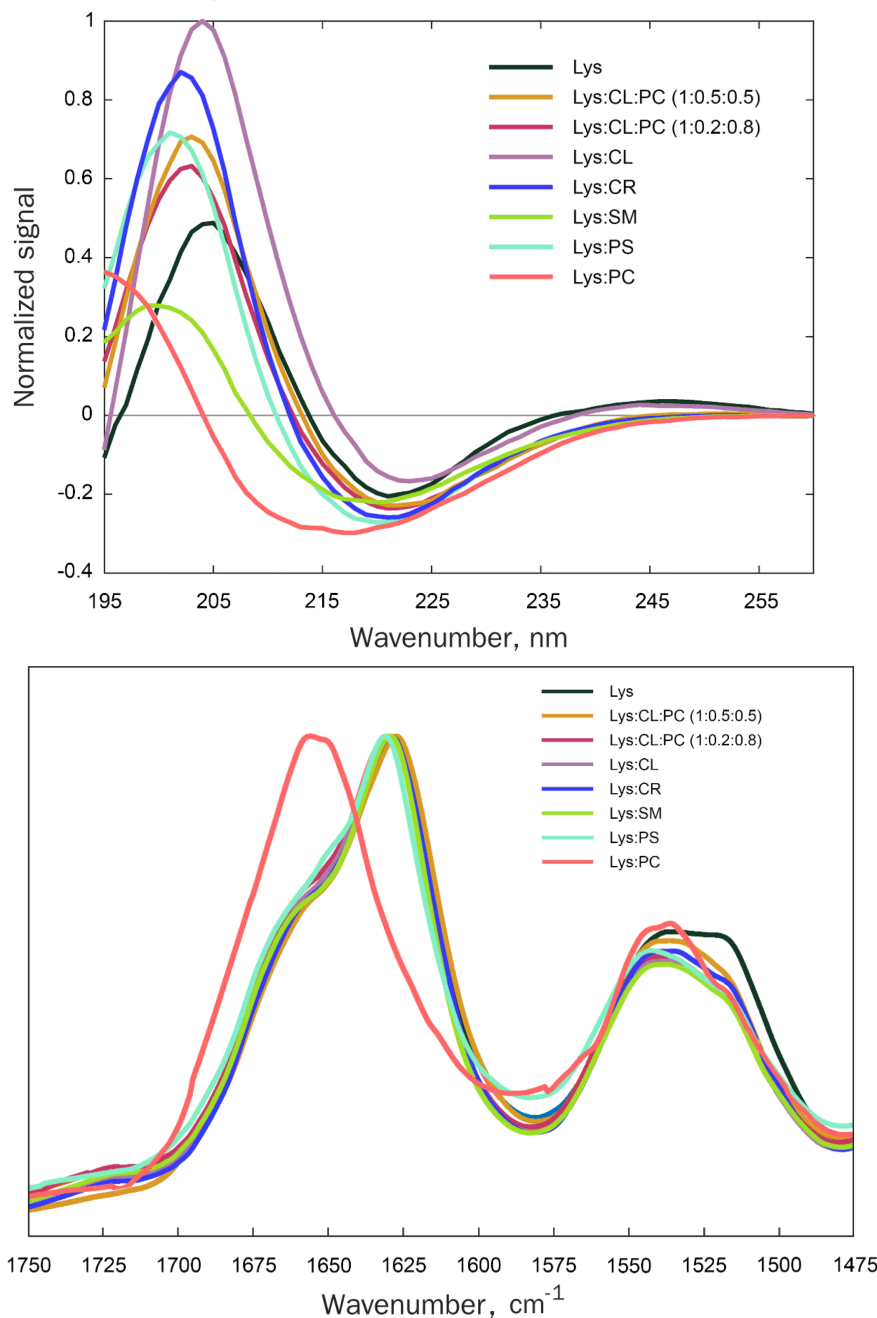 1
0.8
0.6
0.4
0.2
0
-0.2
-0.4
Normalized signal
Lys
Lys:CL:PC (1:0.5:0.5)
Lys:CL:PC (1:0.2:0.8)
Lys:CL
Lys:CR
Lys:SM
Lys:PS
Lys:PC
195 205 215 225 235 245 255
Wavenumber, nm
Lys
Lys:CL:PC (1:0.5:0.5)
Lys:CL:PC (1:0.2:0.8)
Lys:CL
Lys:CR
Lys:SM
Lys:PS
Lys:PC
1750 1725 1700 1675 1650 1625 1600 1575 1550 1525 1500 1475
Wavenumber, cm⁻¹